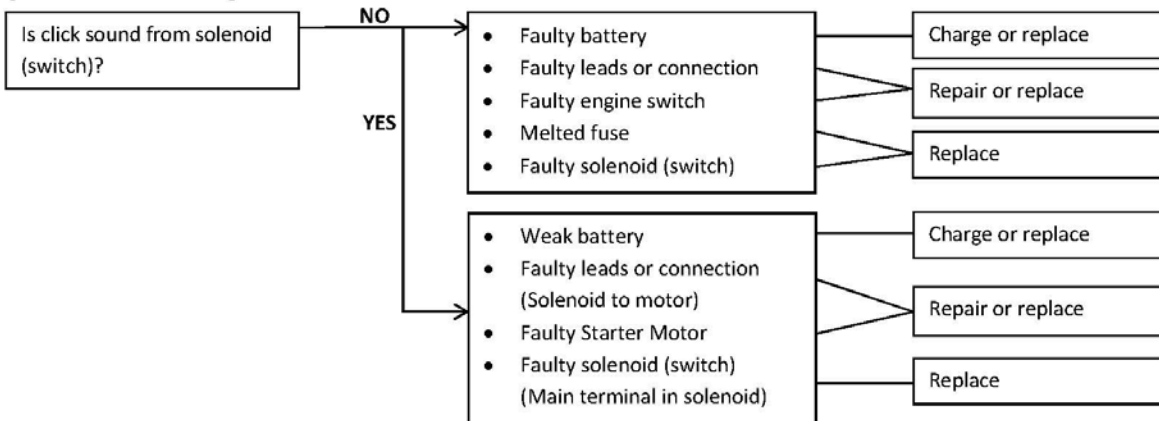 Is click sound from solenoid
(switch)?
NO
YES
• Faulty battery
• Faulty leads or connection
• Faulty engine switch
• Melted fuse
• Faulty solenoid (switch)
Charge or replace
Repair or replace
Replace
• Weak battery
• Faulty leads or connection
(Solenoid to motor)
• Faulty Starter Motor
• Faulty solenoid (switch)
(Main terminal in solenoid)
Charge or replace
Repair or replace
Replace